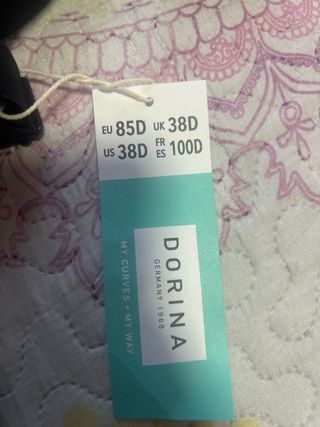 EU 85D UK 38D
US 38D FR ES 100D
DORINA
GERMANY 1968
MY CURVES • MY WAY